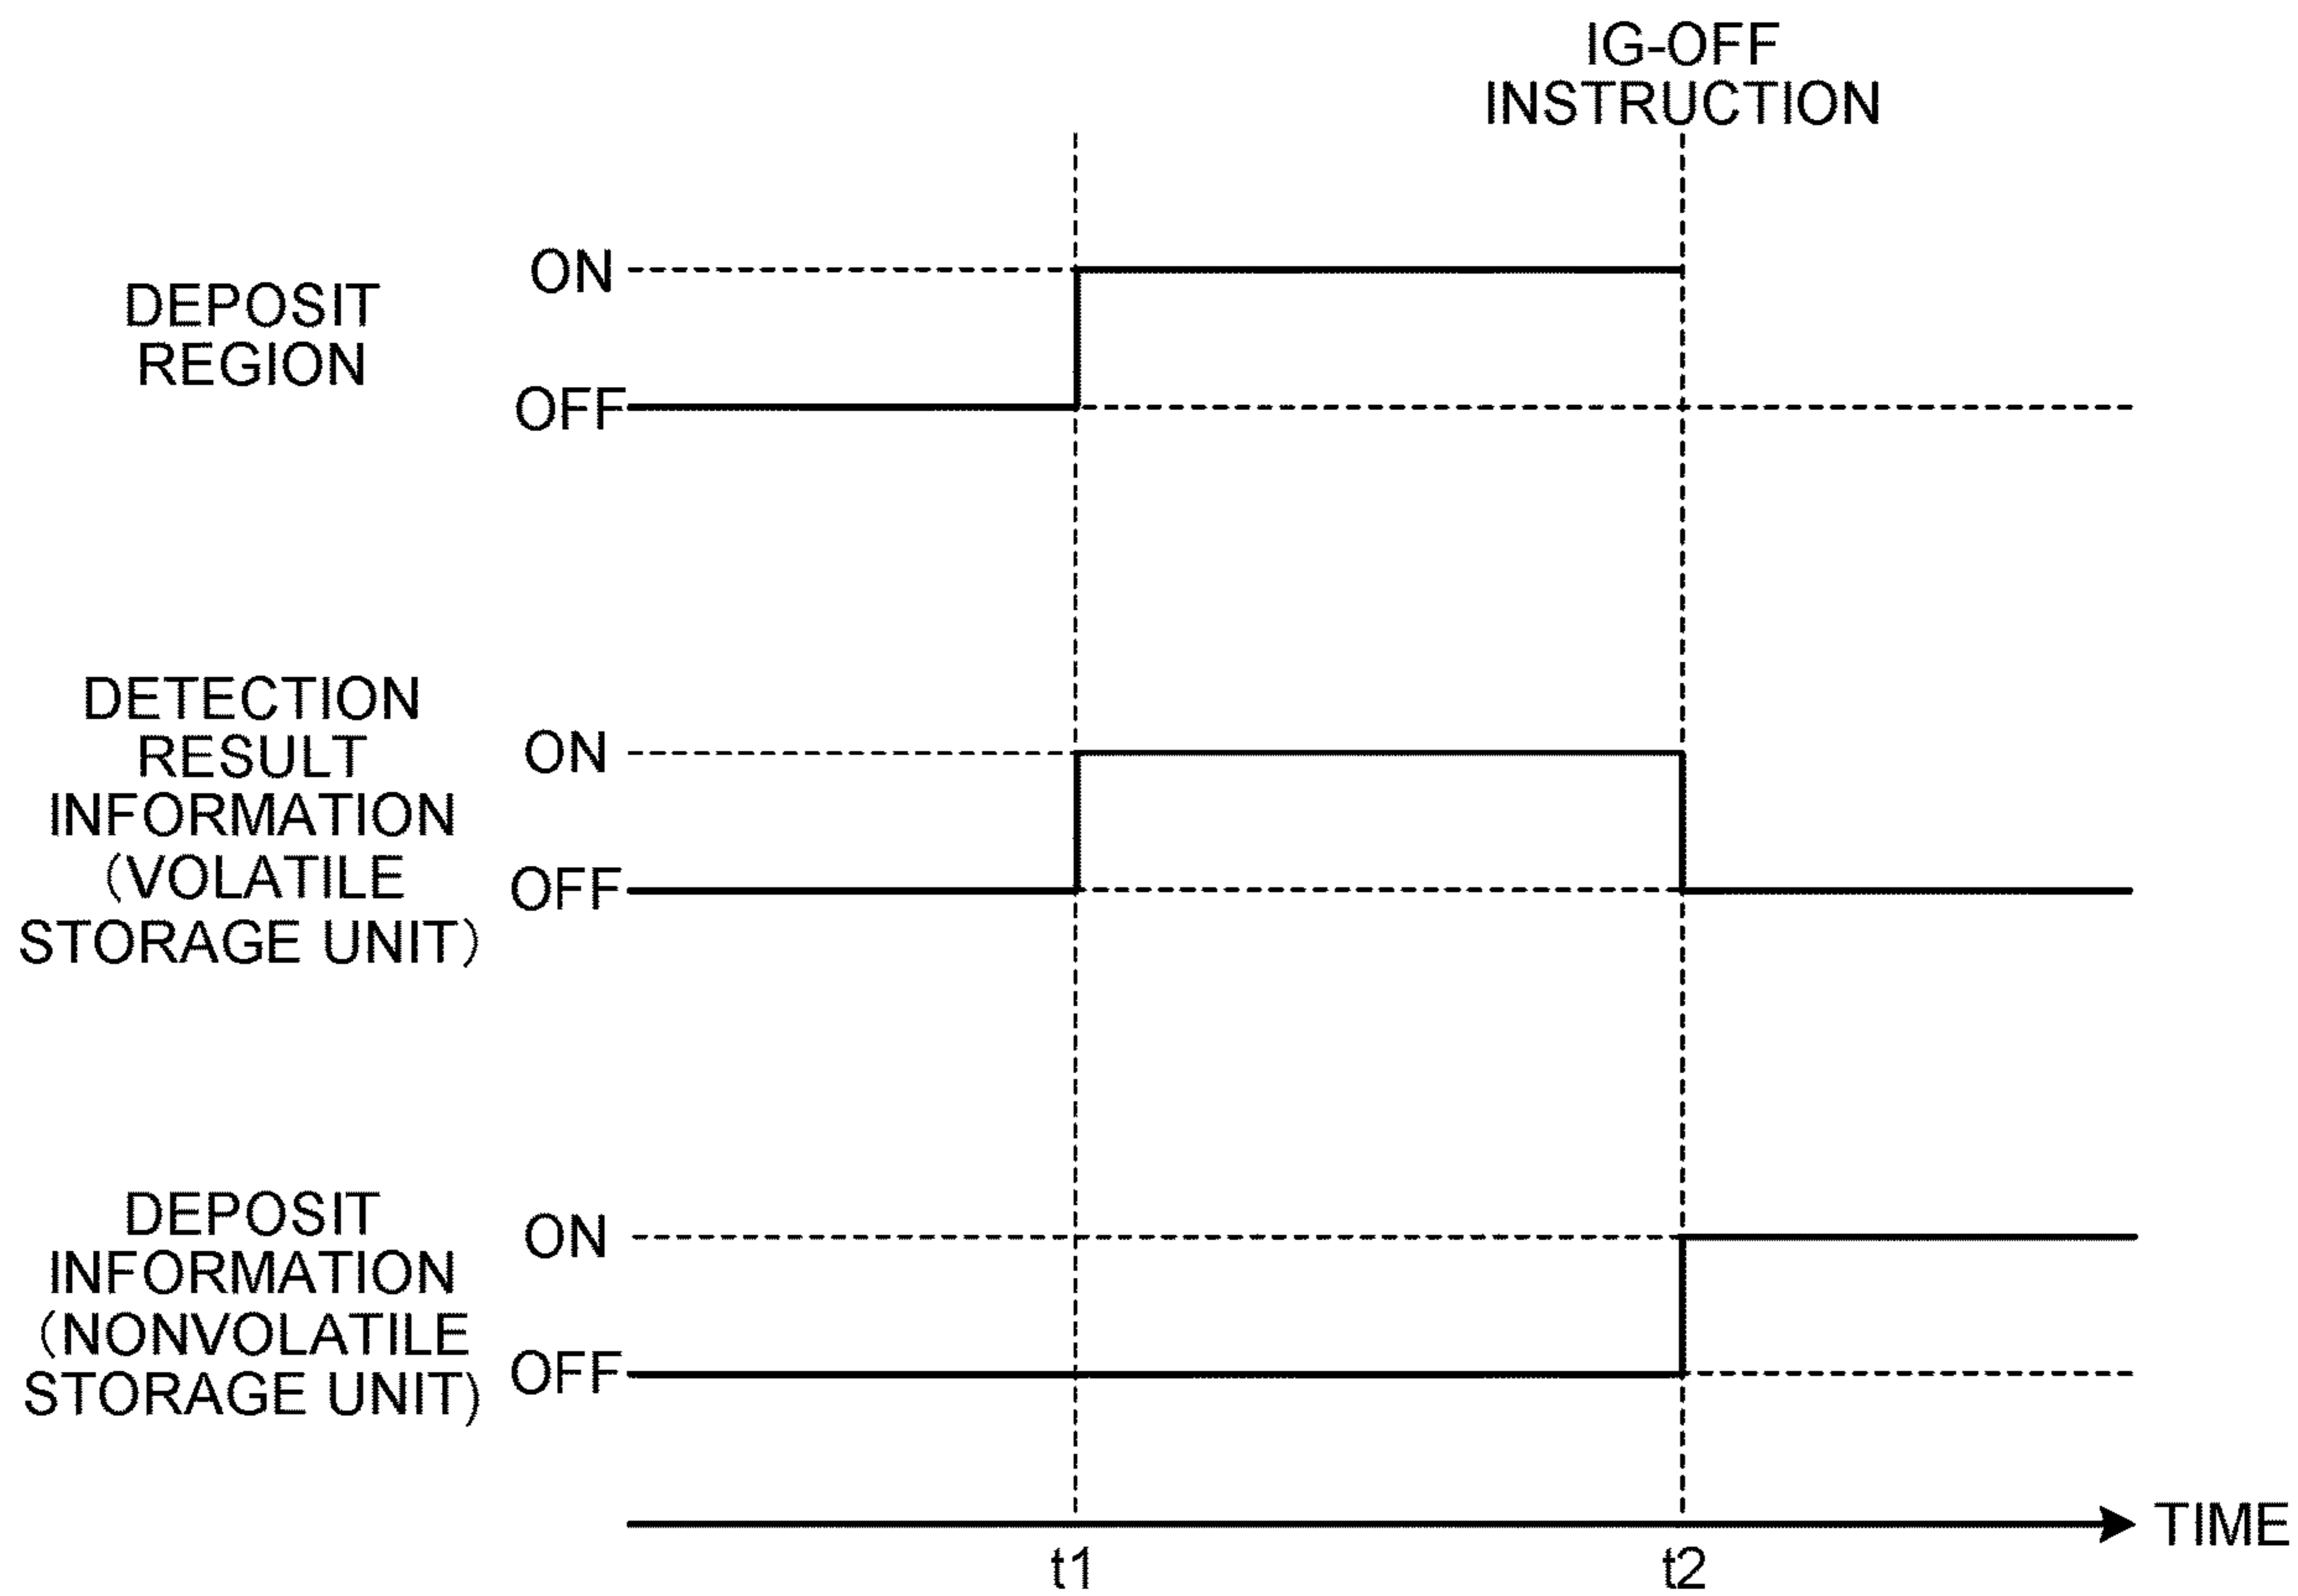 IG-OFF
INSTRUCTION
DEPOSIT
REGION
ON
OFF
DETECTION
RESULT
INFORMATION
(VOLATILE
STORAGE UNIT)
ON
OFF
DEPOSIT
INFORMATION
(NONVOLATILE
STORAGE UNIT)
ON
OFF
TIME
t1
t2